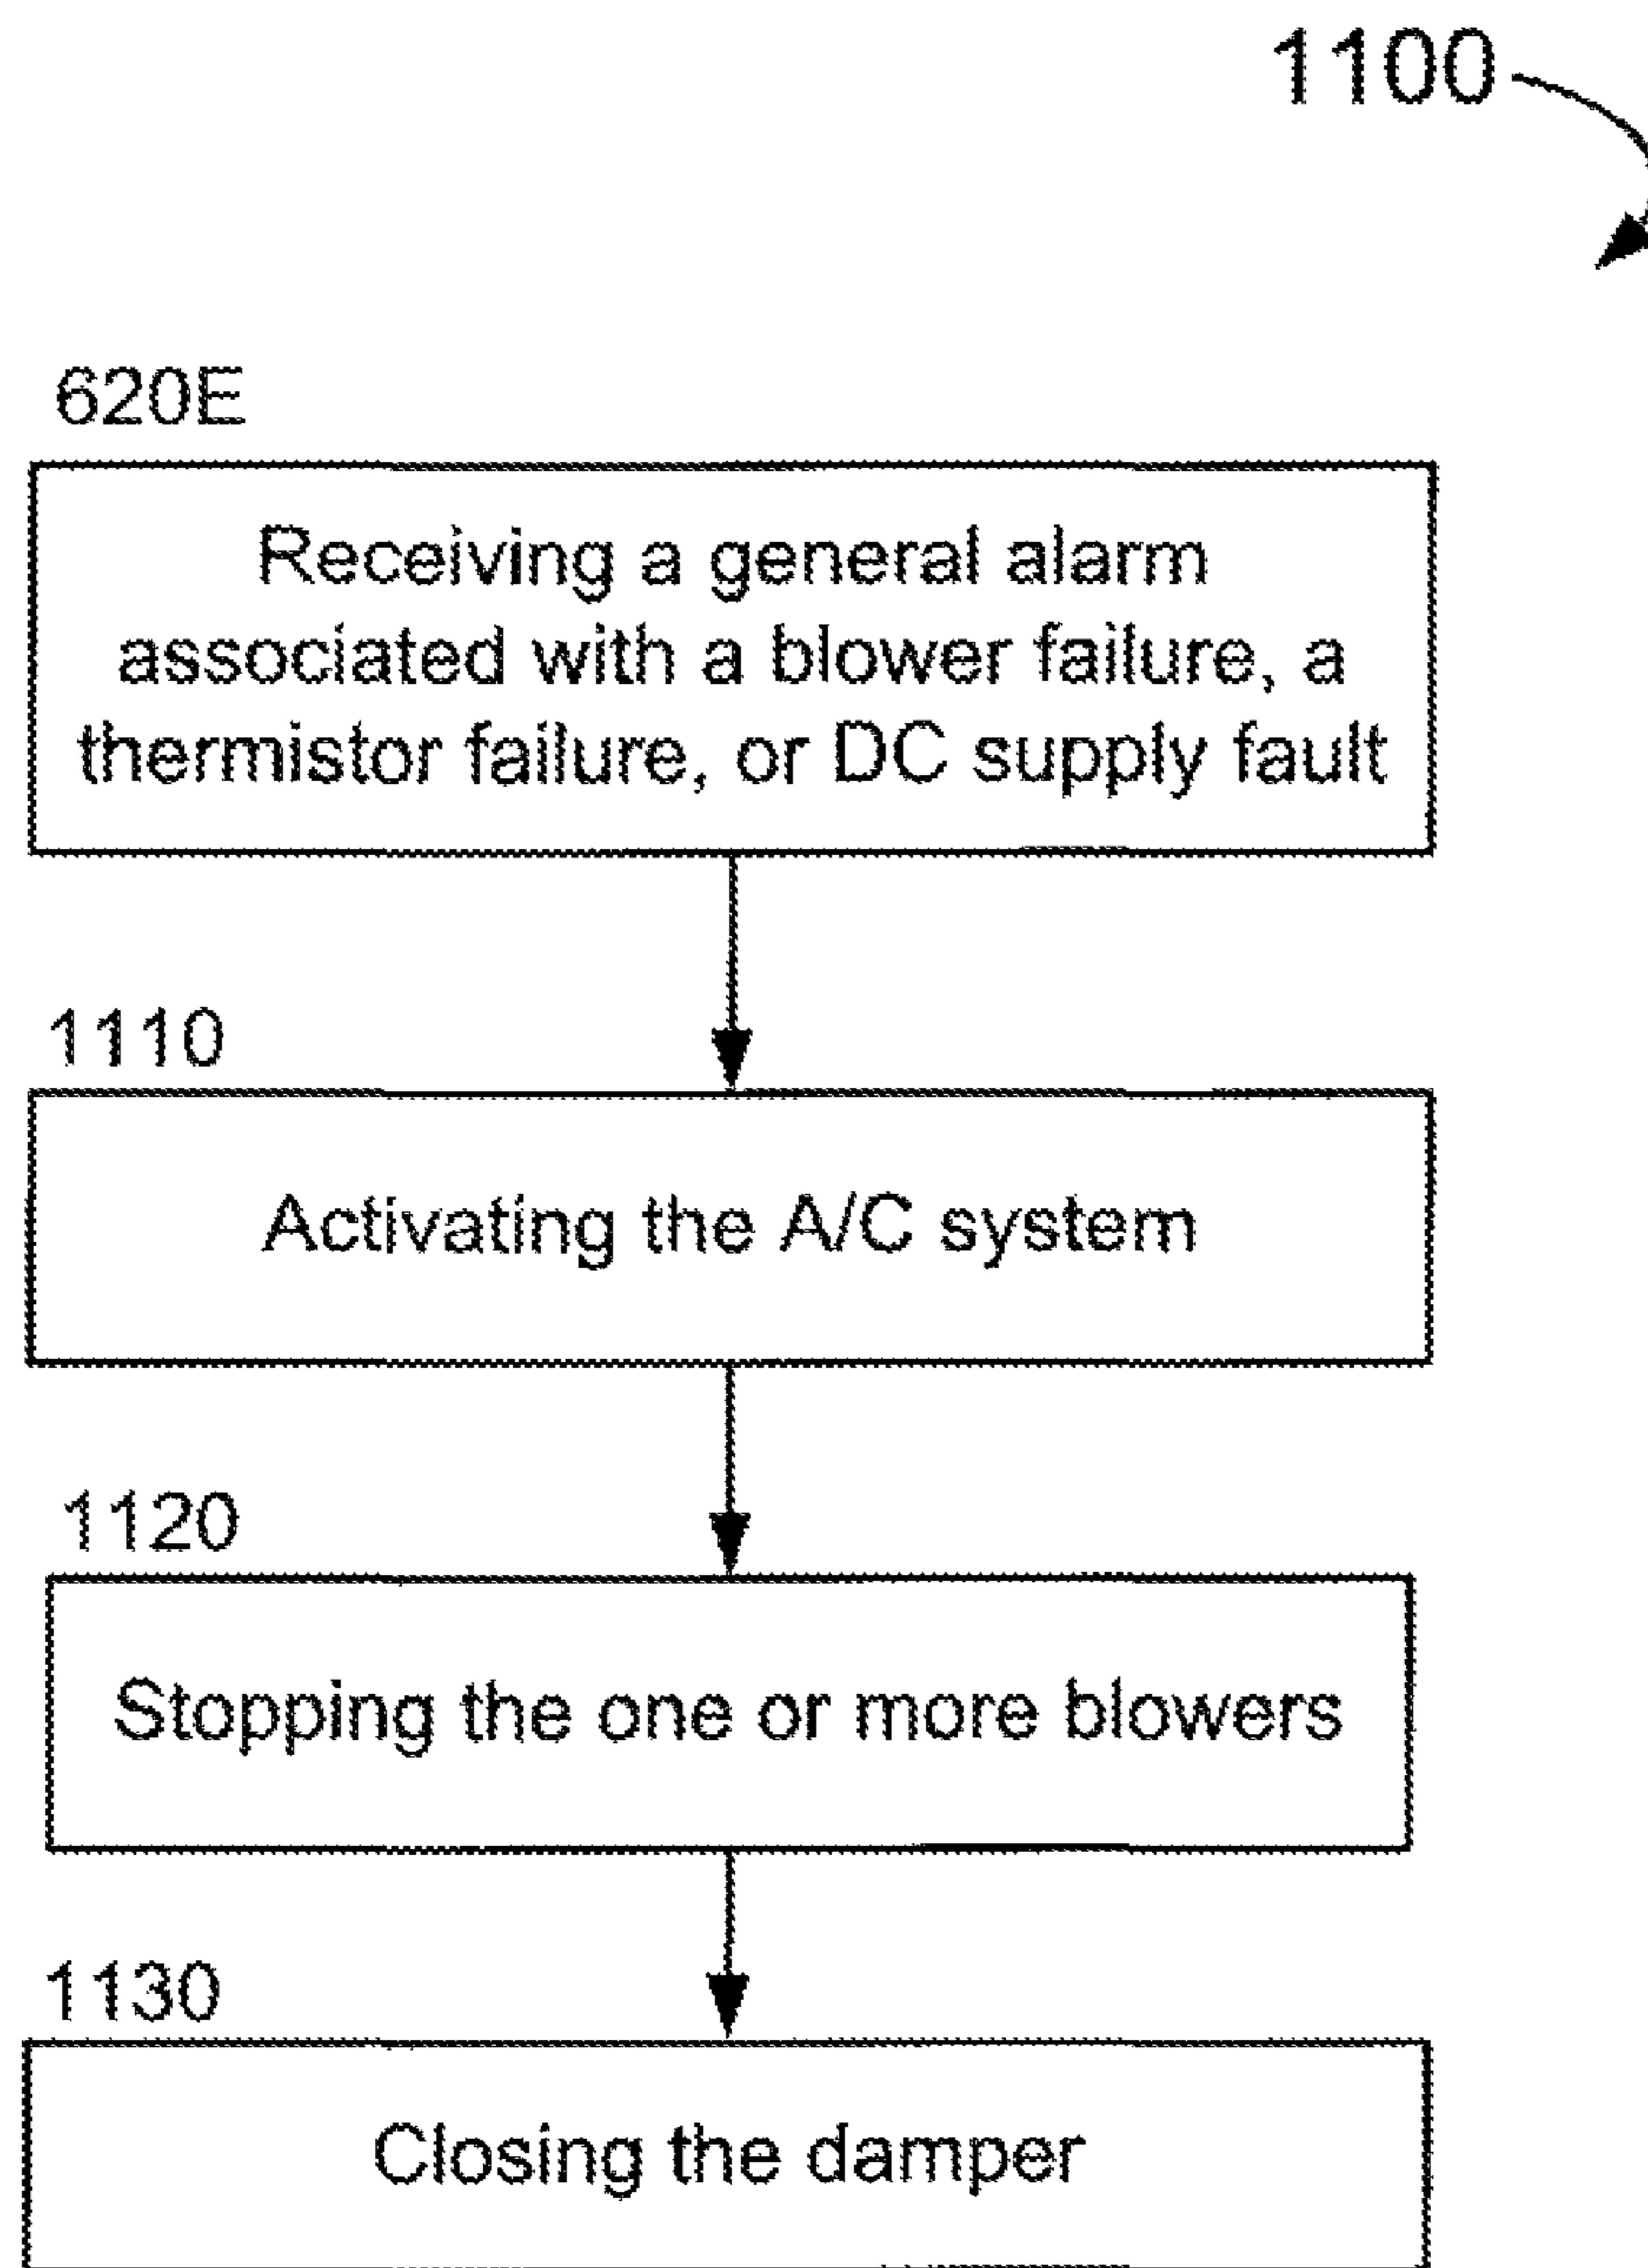 1100
620E
Receiving a general alarm
associated with a blower failure, a
thermistor failure, or DC supply fault
1110
Activating the A/C system
1120
Stopping the one or more blowers
1130
Closing the damper